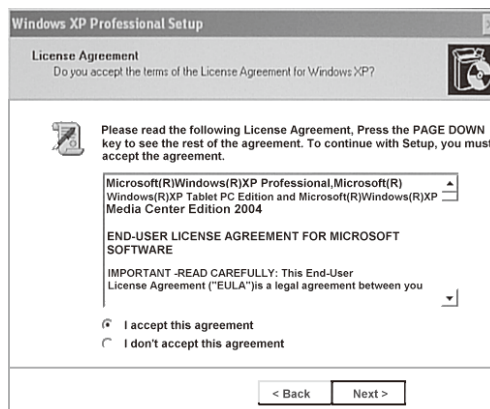 Windows XP Professional Setup
License Agreement
Do you accept the terms of the License Agreement for Windows XP?
Please read the following License Agreement, Press the PAGE DOWN
key to see the rest of the agreement. To continue with Setup, you must
accept the agreement.
Microsoft(R)Windows(R)XP Professional,Microsoft(R)
Windows(R)XP Tablet PC Edition and Microsoft(R)Windows(R)XP
Media Center Edition 2004
END-USER LICENSE AGREEMENT FOR MICROSOFT
SOFTWARE
IMPORTANT -READ CAREFULLY: This End-User
License Agreement ("EULA")is a legal agreement between you
I accept this agreement
I don't accept this agreement
< Back
Next >